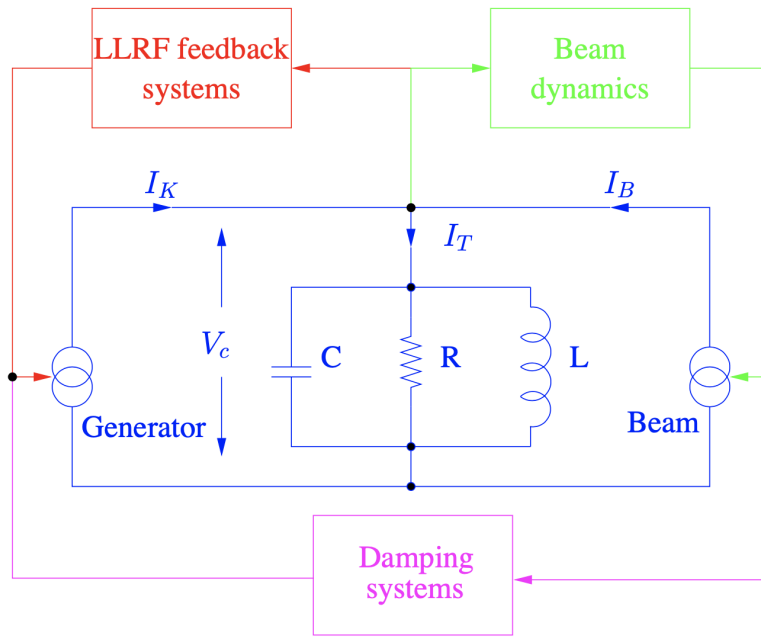 LLRF feedback
systems
Beam
dynamics
I_K
I_B
I_T
V_c
C
R
L
Generator
Beam
Damping
systems